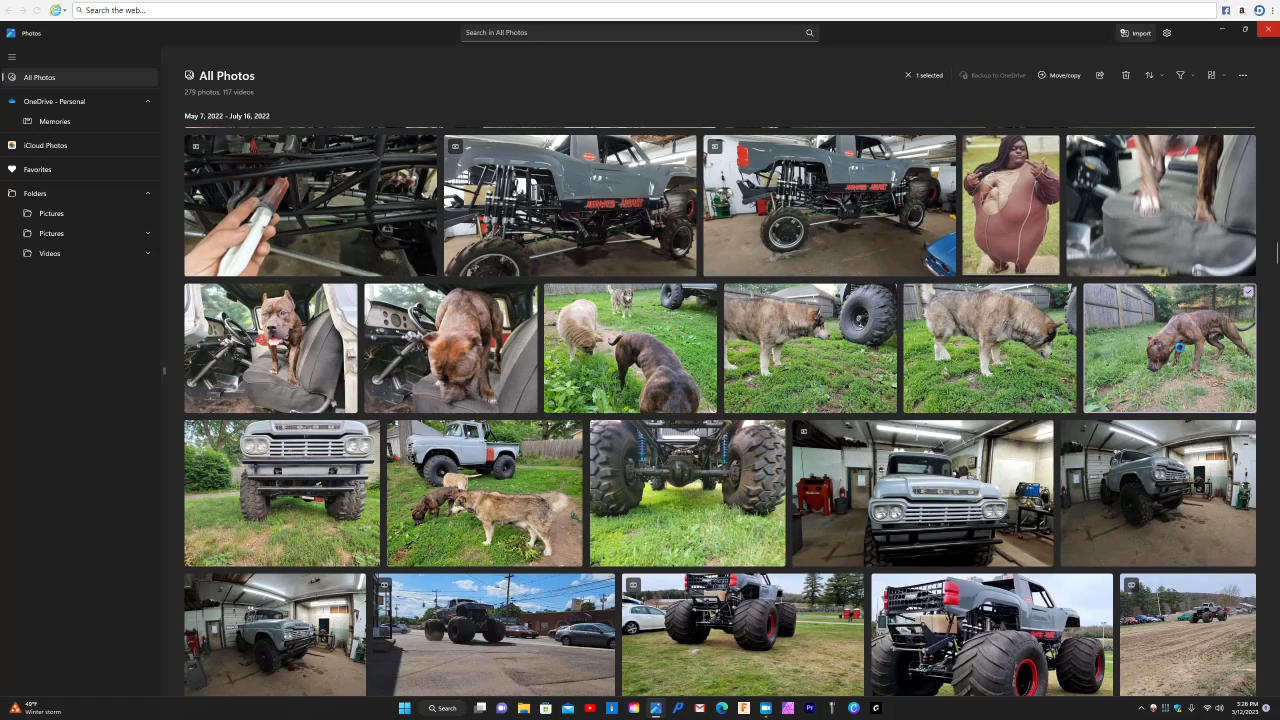 Search the web...
Photos
Search in All Photos
Import
All Photos
All Photos
1 selected
Backup to OneDrive
Move/copy
279 photos, 117 videos
OneDrive - Personal
Memories
May 7, 2022 - July 16, 2022
iCloud Photos
Favorites
Folders
Pictures
Pictures
Videos
49°F
Winter storm
Search
3:26 PM
3/12/2023